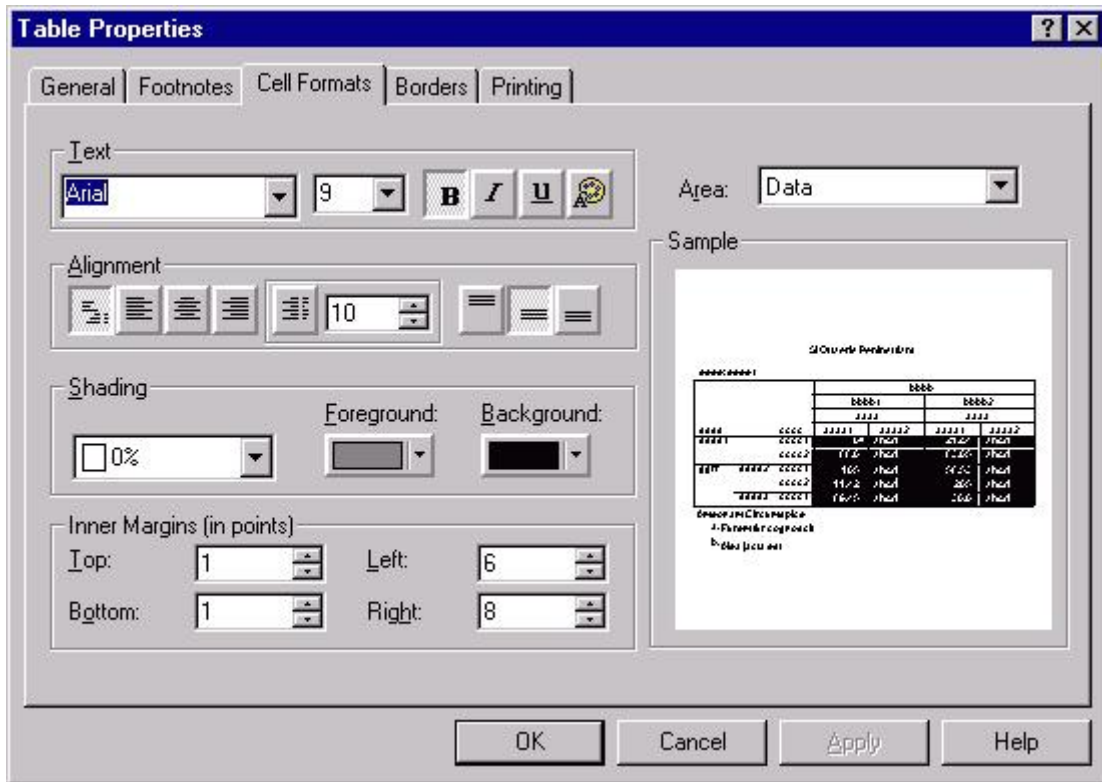 Table Properties
General Footnotes Cell Formats Borders Printing
Text
Arial 9 B I U A
Area: Data
Alignment
10
Sample
Shading
Foreground: Background:
0%
Inner Margins (in points)
Top: 1 Left: 6
Bottom: 1 Right: 8
OK Cancel Apply Help